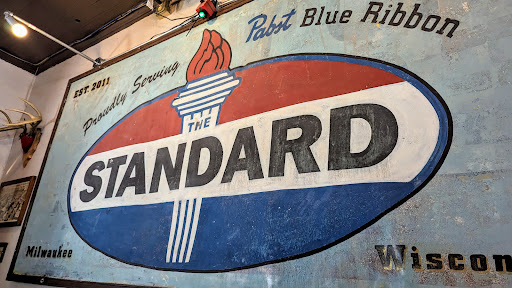 EST. 2011
Proudly Serving
Pabst Blue Ribbon
THE
STANDARD
Milwaukee
Wiscon